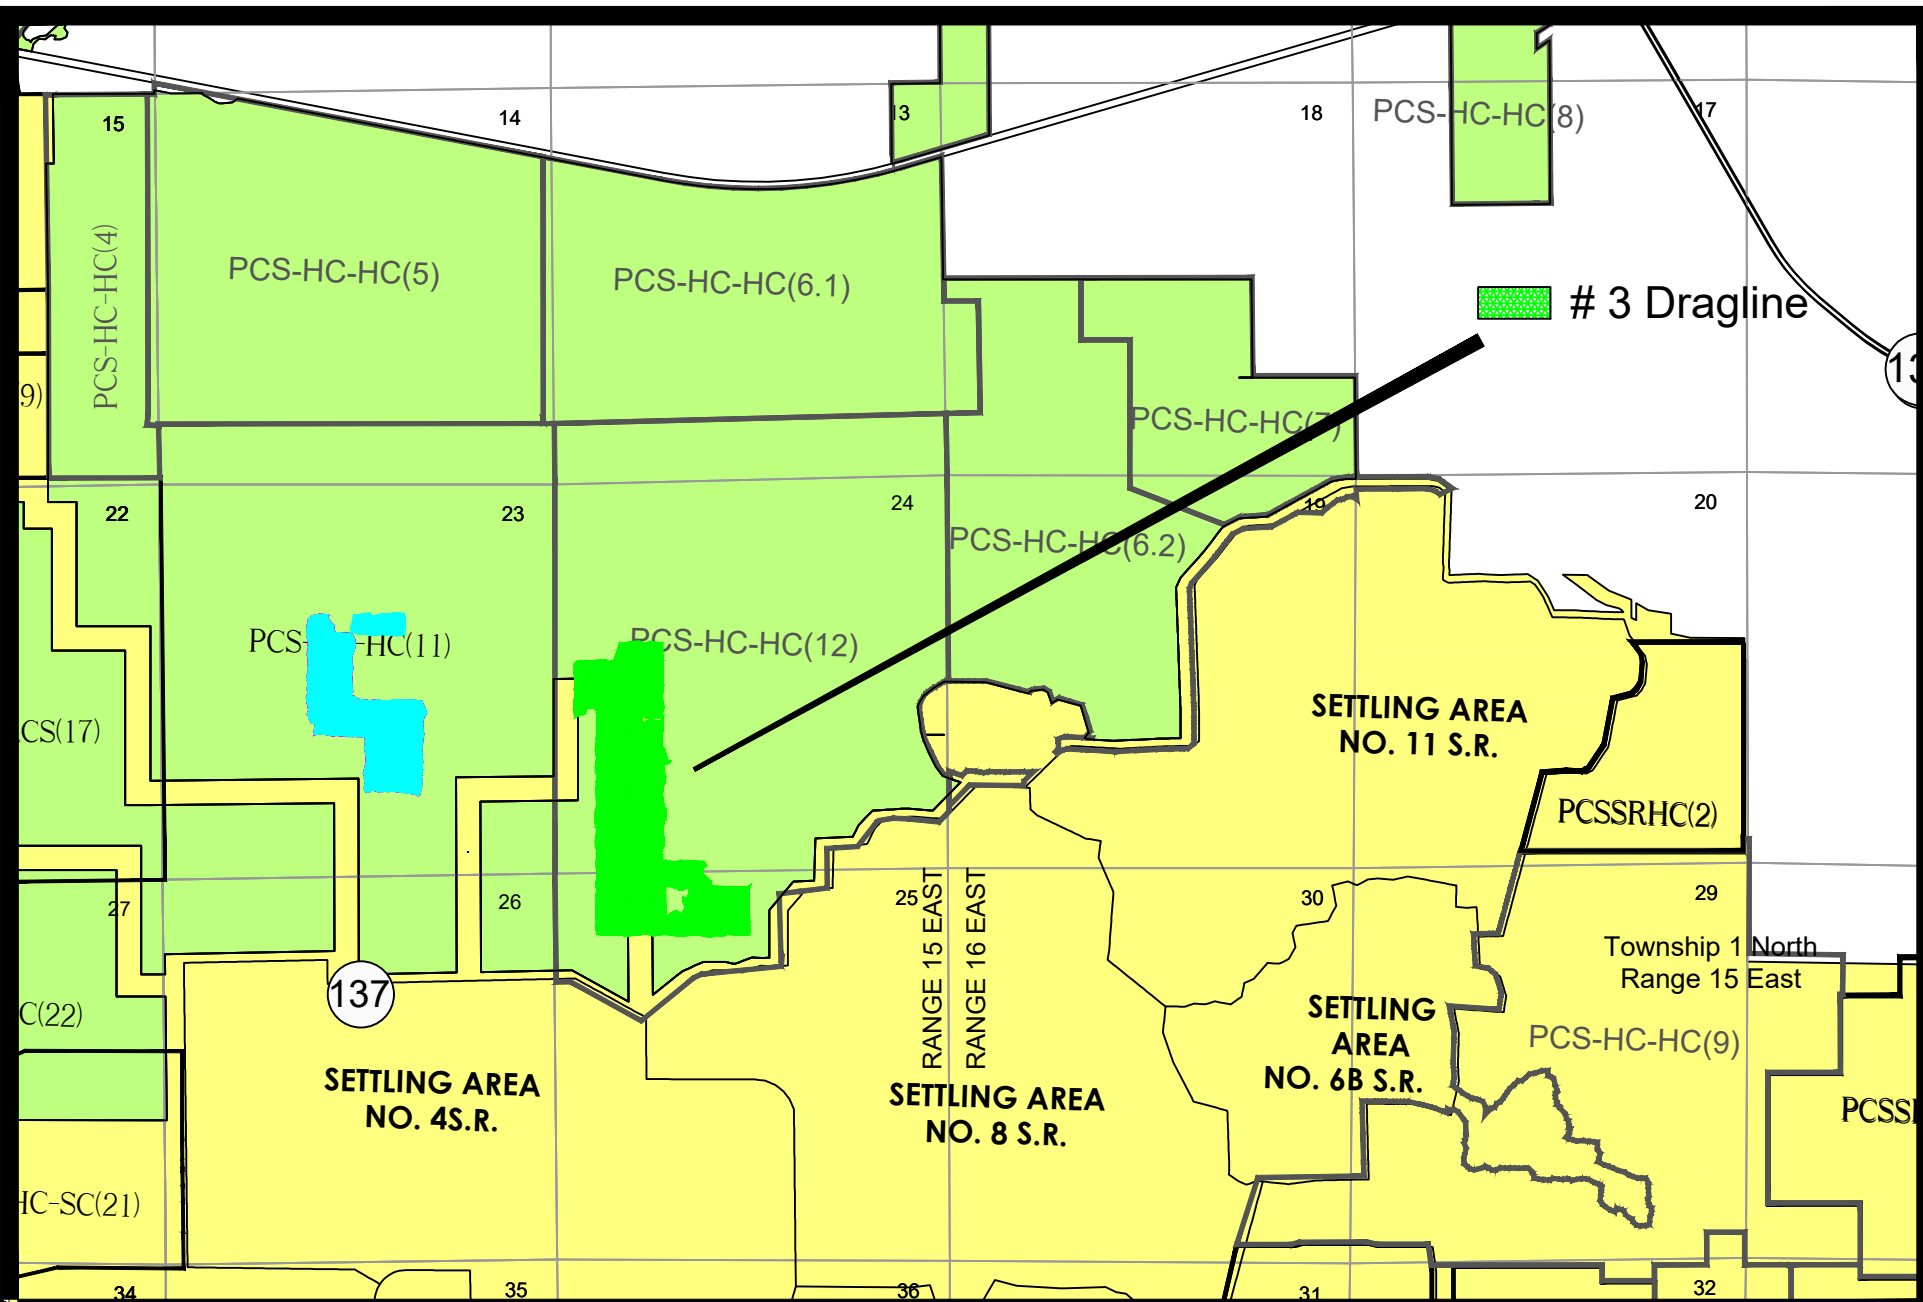 15
14
13
18
PCS-HC-HC(8)
17
PCS-HC-HC(4)
PCS-HC-HC(5)
PCS-HC-HC(6.1)
# 3 Dragline
13
9)
PCS-HC-HC(7)
22
23
24
19
20
PCS-HC-HC(6.2)
PCS-HC-HC(11)
PCS-HC-HC(12)
CS(17)
SETTLING AREA
NO. 11 S.R.
PCSSRHC(2)
27
26
25
RANGE 15 EAST
RANGE 16 EAST
30
29
Township 1 North
Range 15 East
137
C(22)
SETTLING
AREA
NO. 6B S.R.
PCS-HC-HC(9)
SETTLING AREA
NO. 4S.R.
SETTLING AREA
NO. 8 S.R.
PCSS
HC-SC(21)
34
35
36
31
32